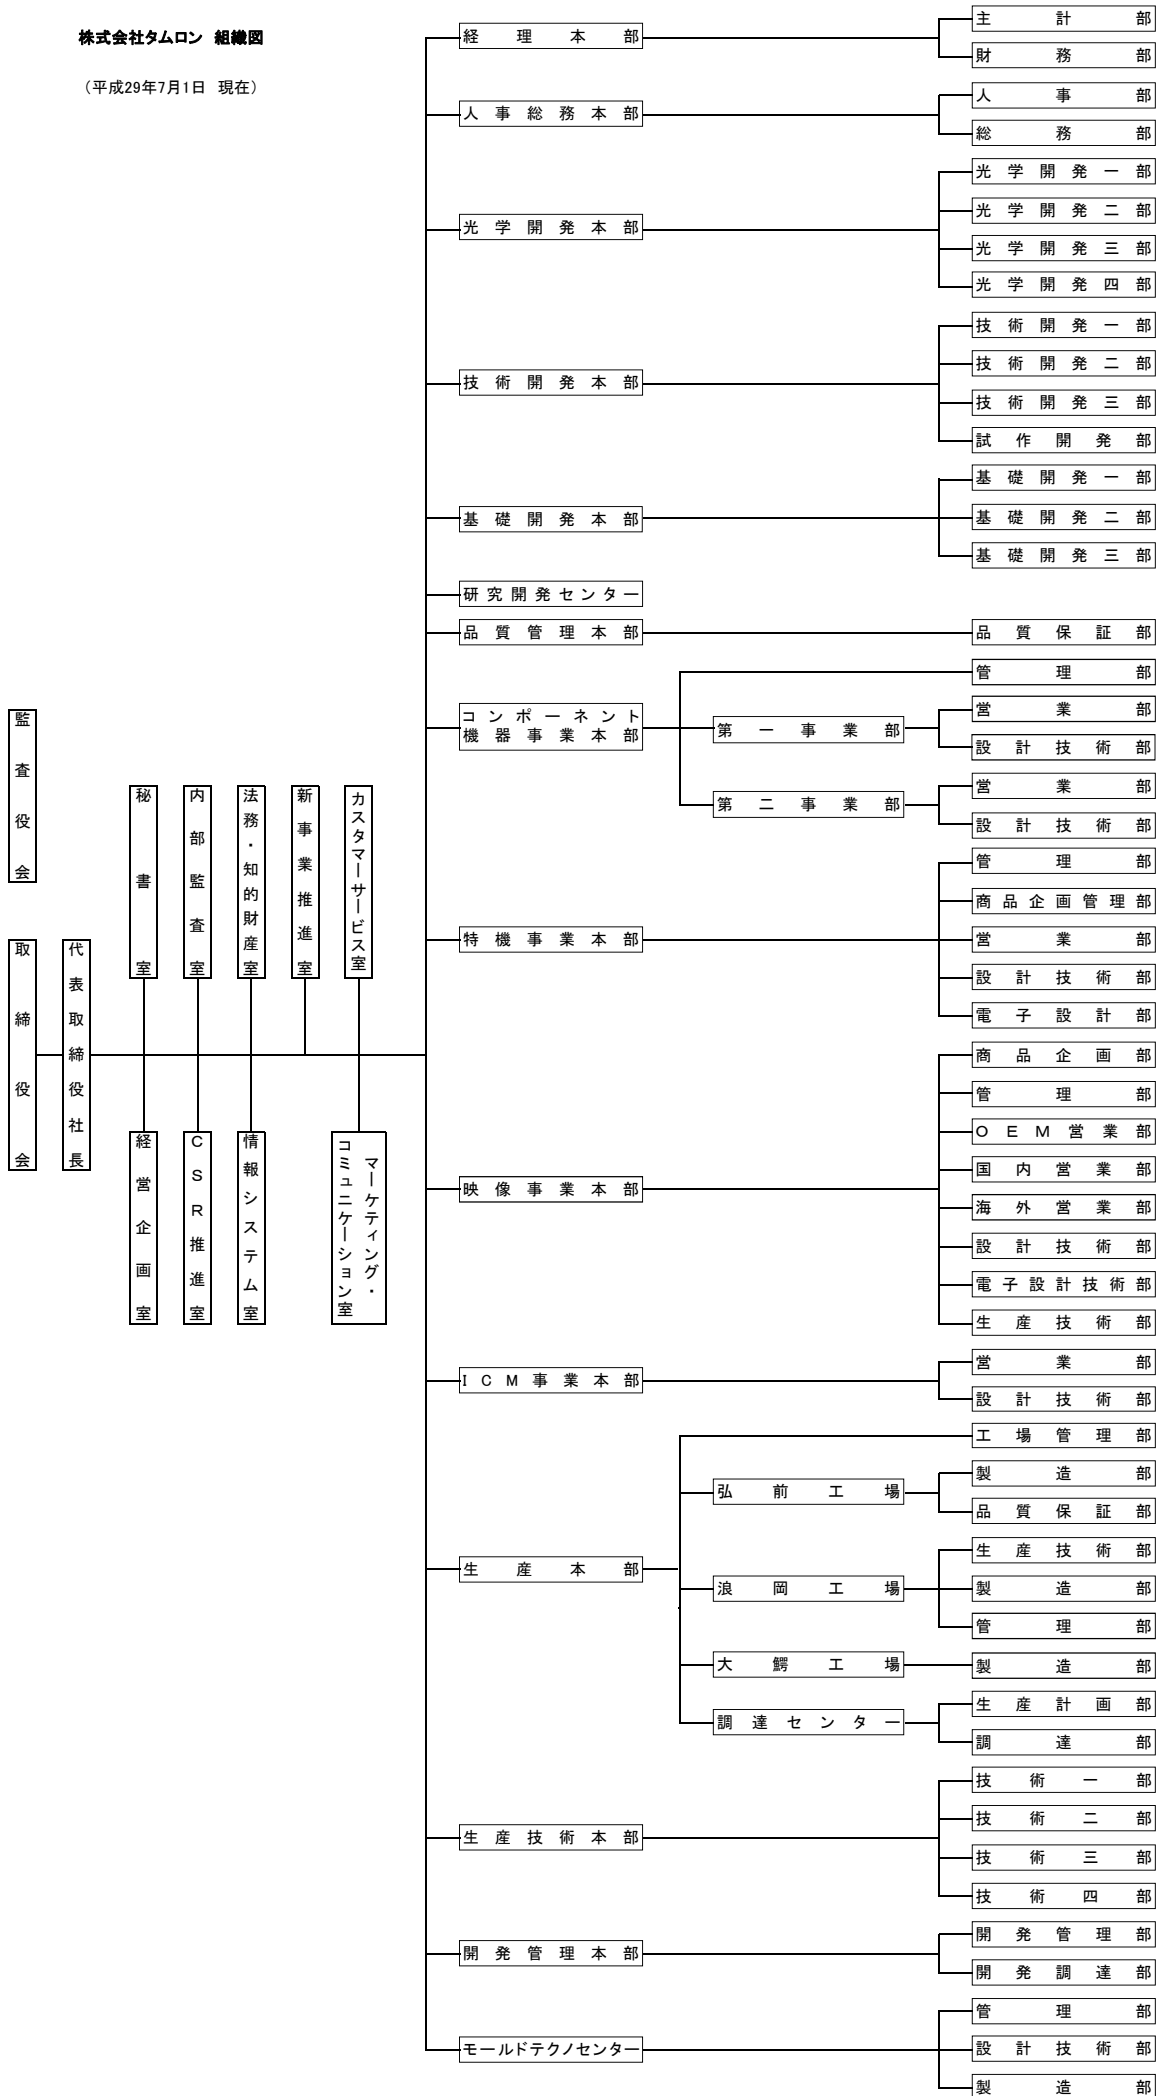 株式会社タムロン 組織図
（平成29年7月1日 現在）
監査役会
取締役会
代表取締役社長
秘書室
内部監査室
法務・知的財産室
新事業推進室
カスタマーサービス室
経営企画室
CSR推進室
情報システム室
マーケティング・
コミュニケーション室
経理本部
主計部
財務部
人事総務本部
人事部
総務部
光学開発本部
光学開発一部
光学開発二部
光学開発三部
光学開発四部
技術開発本部
技術開発一部
技術開発二部
技術開発三部
試作開発部
基礎開発本部
基礎開発一部
基礎開発二部
基礎開発三部
研究開発センター
品質管理本部
品質保証部
コンポーネント
機器事業本部
管理部
第一事業部
営業部
設計技術部
第二事業部
営業部
設計技術部
特機事業本部
管理部
商品企画管理部
営業部
設計技術部
電子設計部
映像事業本部
商品企画部
管理部
OEM営業部
国内営業部
海外営業部
設計技術部
電子設計技術部
生産技術部
ICM事業本部
営業部
設計技術部
生産本部
工場管理部
弘前工場
製造部
品質保証部
浪岡工場
生産技術部
製造部
管理部
大鰐工場
製造部
調達センター
生産計画部
調達部
生産技術本部
技術一部
技術二部
技術三部
技術四部
開発管理本部
開発管理部
開発調達部
モールドテクノセンター
管理部
設計技術部
製造部